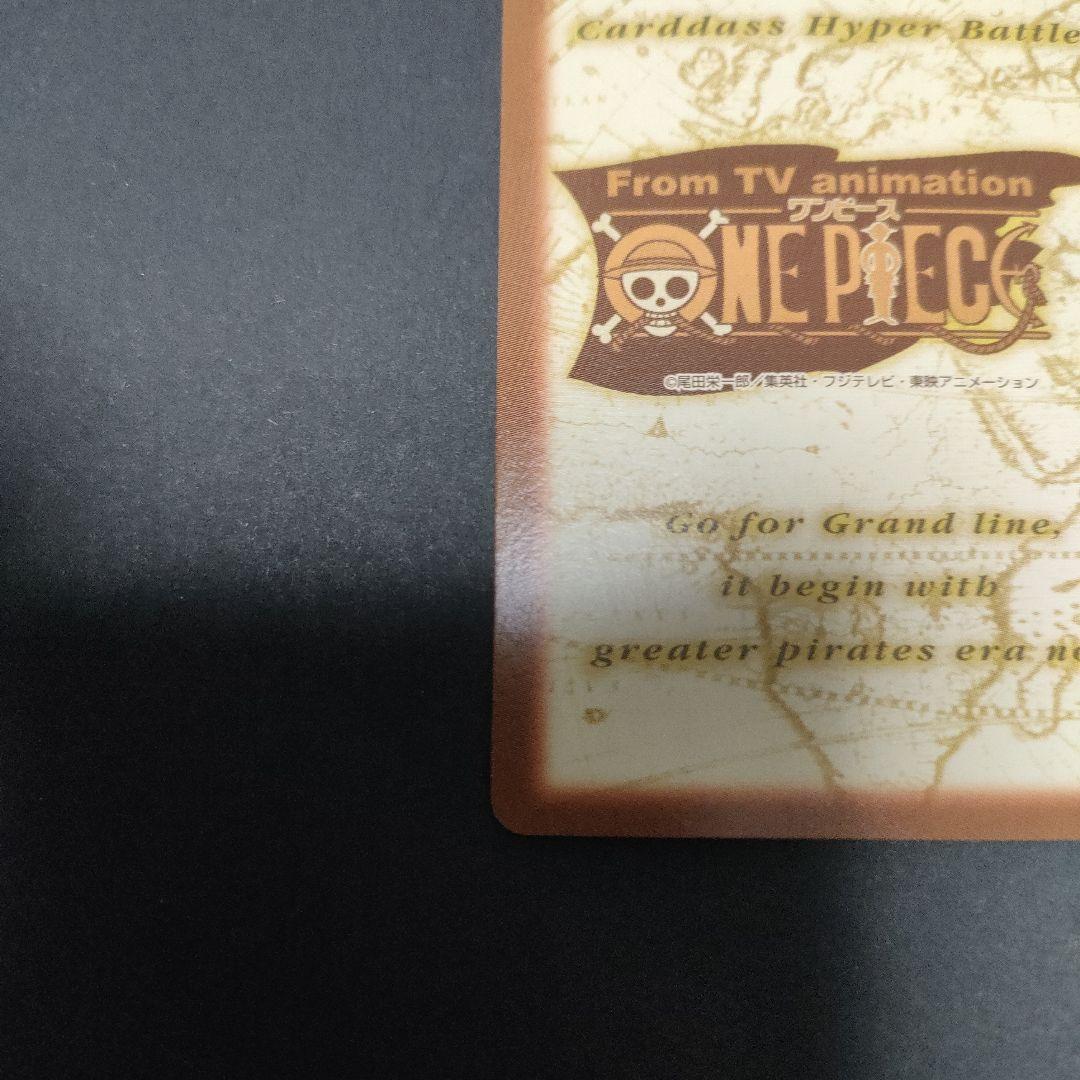 Carddass Hyper Battle
From TV animation
ワンピース
ONE PIECE
©尾田栄一郎／集英社・フジテレビ・東映アニメーション
Go for Grand line,
it begin with
greater pirates era